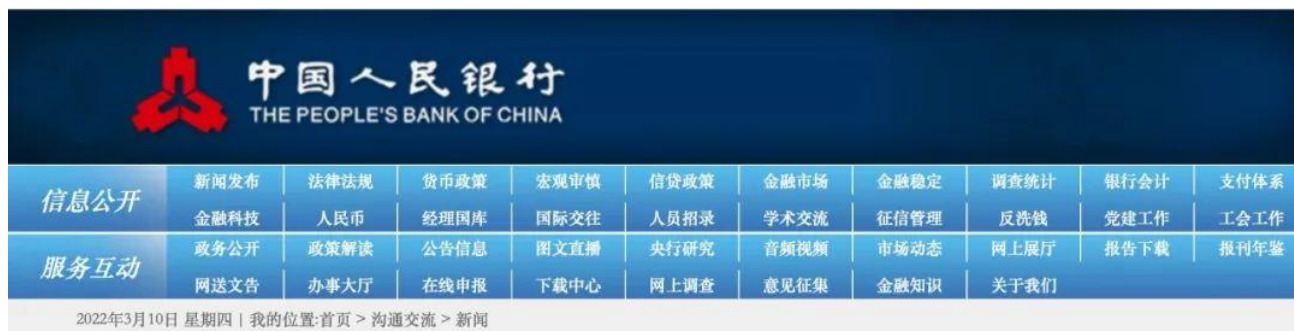 中国人民银行
THE PEOPLE'S BANK OF CHINA
信息公开
新闻发布 法律法规 货币政策 宏观审慎 信贷政策 金融市场 金融稳定 调查统计 银行会计 支付体系
金融科技 人民币 经理国库 国际交往 人员招录 学术交流 征信管理 反洗钱 党建工作 工会工作
服务互动
政务公开 政策解读 公告信息 图文直播 央行研究 音频视频 市场动态 网上展厅 报告下载 报刊年鉴
网送文告 办事大厅 在线申报 下载中心 网上调查 意见征集 金融知识 关于我们
2022年3月10日 星期四 | 我的位置:首页 > 沟通交流 > 新闻